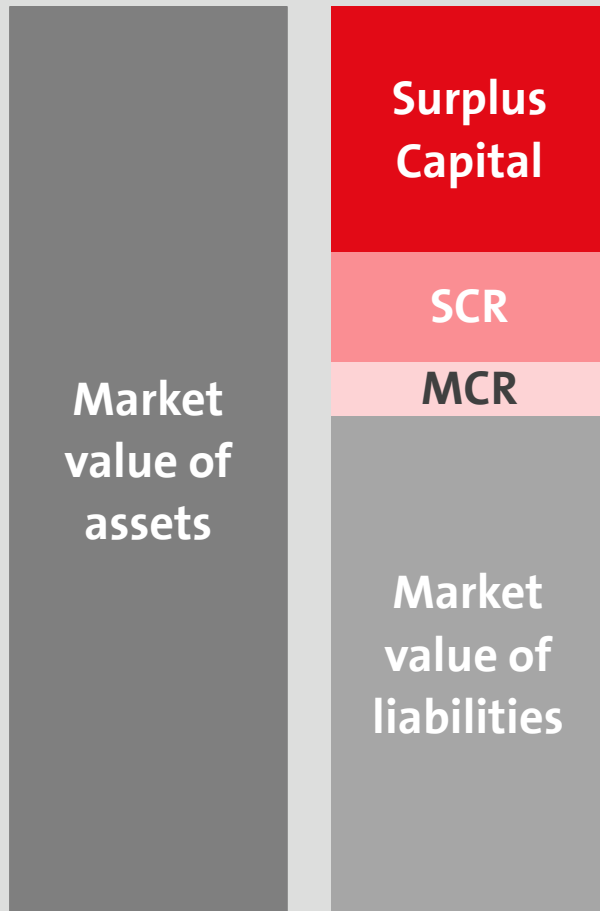 Market
value of
assets
Surplus
Capital
SCR
MCR
Market
value of
liabilities